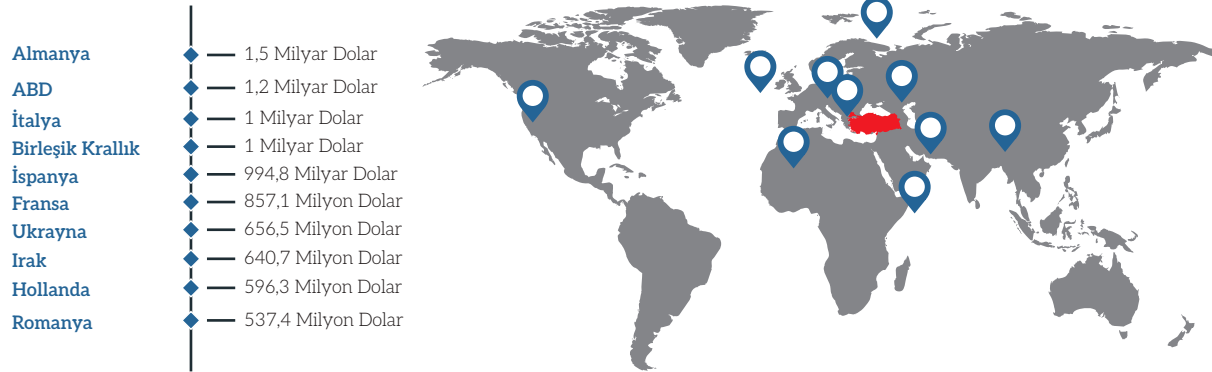 Almanya 1,5 Milyar Dolar
ABD 1,2 Milyar Dolar
İtalya 1 Milyar Dolar
Birleşik Krallık 1 Milyar Dolar
İspanya 994,8 Milyar Dolar
Fransa 857,1 Milyon Dolar
Ukrayna 656,5 Milyon Dolar
Irak 640,7 Milyon Dolar
Hollanda 596,3 Milyon Dolar
Romanya 537,4 Milyon Dolar